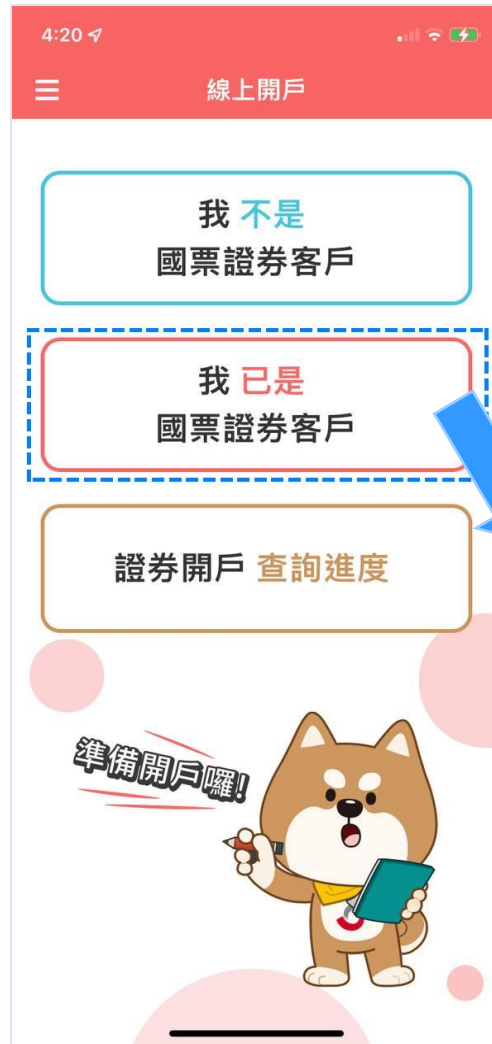 4:20
線上開戶
我 不是
國票證券客戶
我 已是
國票證券客戶
證券開戶 查詢進度
準備開戶囉!